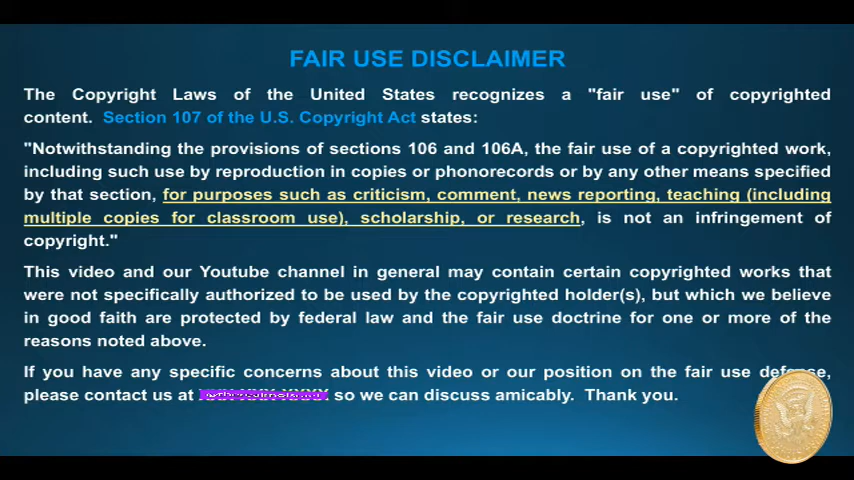 FAIR USE DISCLAIMER
The Copyright Laws of the United States recognizes a "fair use" of copyrighted
content. Section 107 of the U.S. Copyright Act states:
"Notwithstanding the provisions of sections 106 and 106A, the fair use of a copyrighted work,
including such use by reproduction in copies or phonorecords or by any other means specified
by that section, for purposes such as criticism, comment, news reporting, teaching (including
multiple copies for classroom use), scholarship, or research, is not an infringement of
copyright."
This video and our Youtube channel in general may contain certain copyrighted works that
were not specifically authorized to be used by the copyrighted holder(s), but which we believe
in good faith are protected by federal law and the fair use doctrine for one or more of the
reasons noted above.
If you have any specific concerns about this video or our position on the fair use defense,
please contact us at so we can discuss amicably. Thank you.